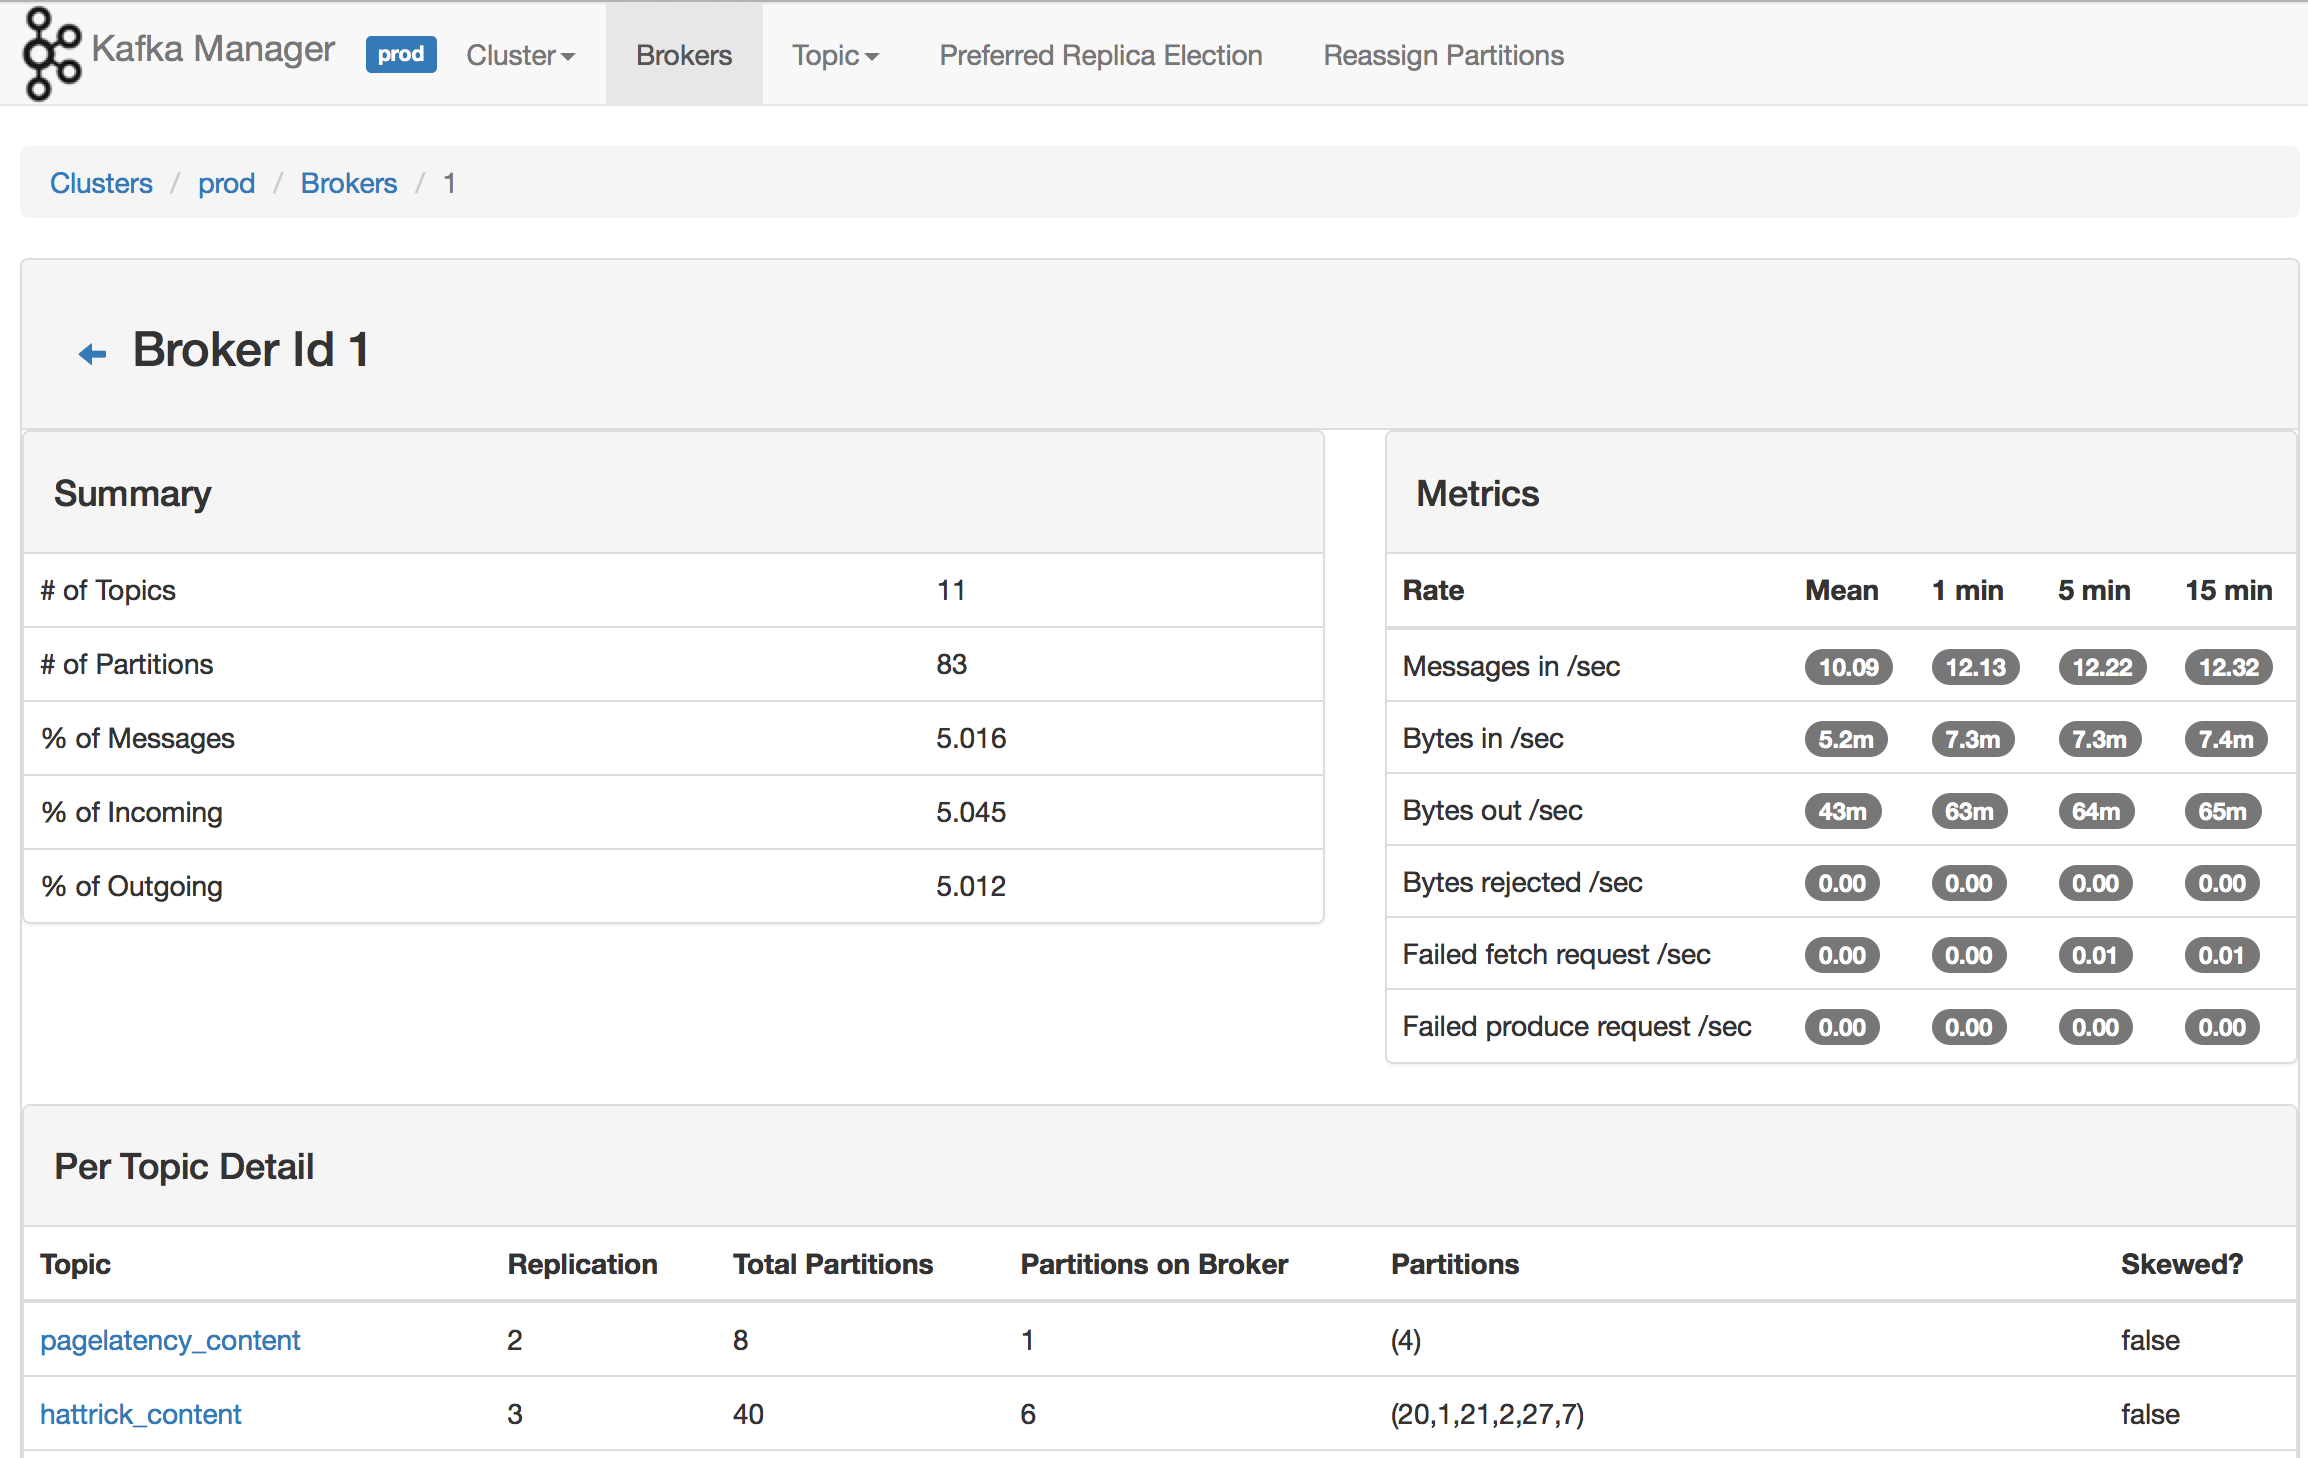 Kafka Manager prod Cluster Brokers Topic Preferred Replica Election Reassign Partitions
Clusters / prod / Brokers / 1
Broker Id 1
Summary
# of Topics 11
# of Partitions 83
% of Messages 5.016
% of Incoming 5.045
% of Outgoing 5.012
Metrics
Rate Mean 1 min 5 min 15 min
Messages in /sec 10.09 12.13 12.22 12.32
Bytes in /sec 5.2m 7.3m 7.3m 7.4m
Bytes out /sec 43m 63m 64m 65m
Bytes rejected /sec 0.00 0.00 0.00 0.00
Failed fetch request /sec 0.00 0.00 0.01 0.01
Failed produce request /sec 0.00 0.00 0.00 0.00
Per Topic Detail
Topic Replication Total Partitions Partitions on Broker Partitions Skewed?
pagelatency_content 2 8 1 (4) false
hattrick_content 3 40 6 (20,1,21,2,27,7) false